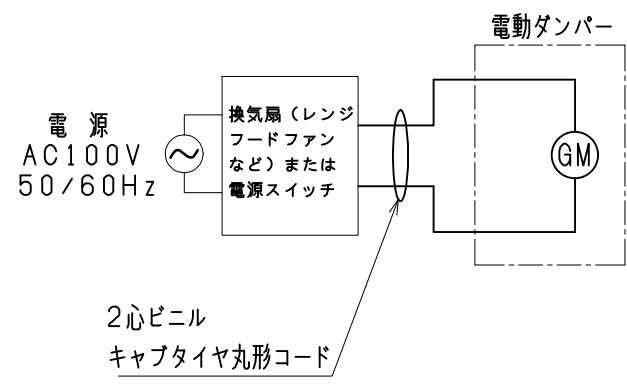 電動ダンパー
電 源
AC100V
50/60Hz
換気扇(レンジ
フードファン
など)または
電源スイッチ
GM
2心ビニル
キャブタイヤ丸形コード